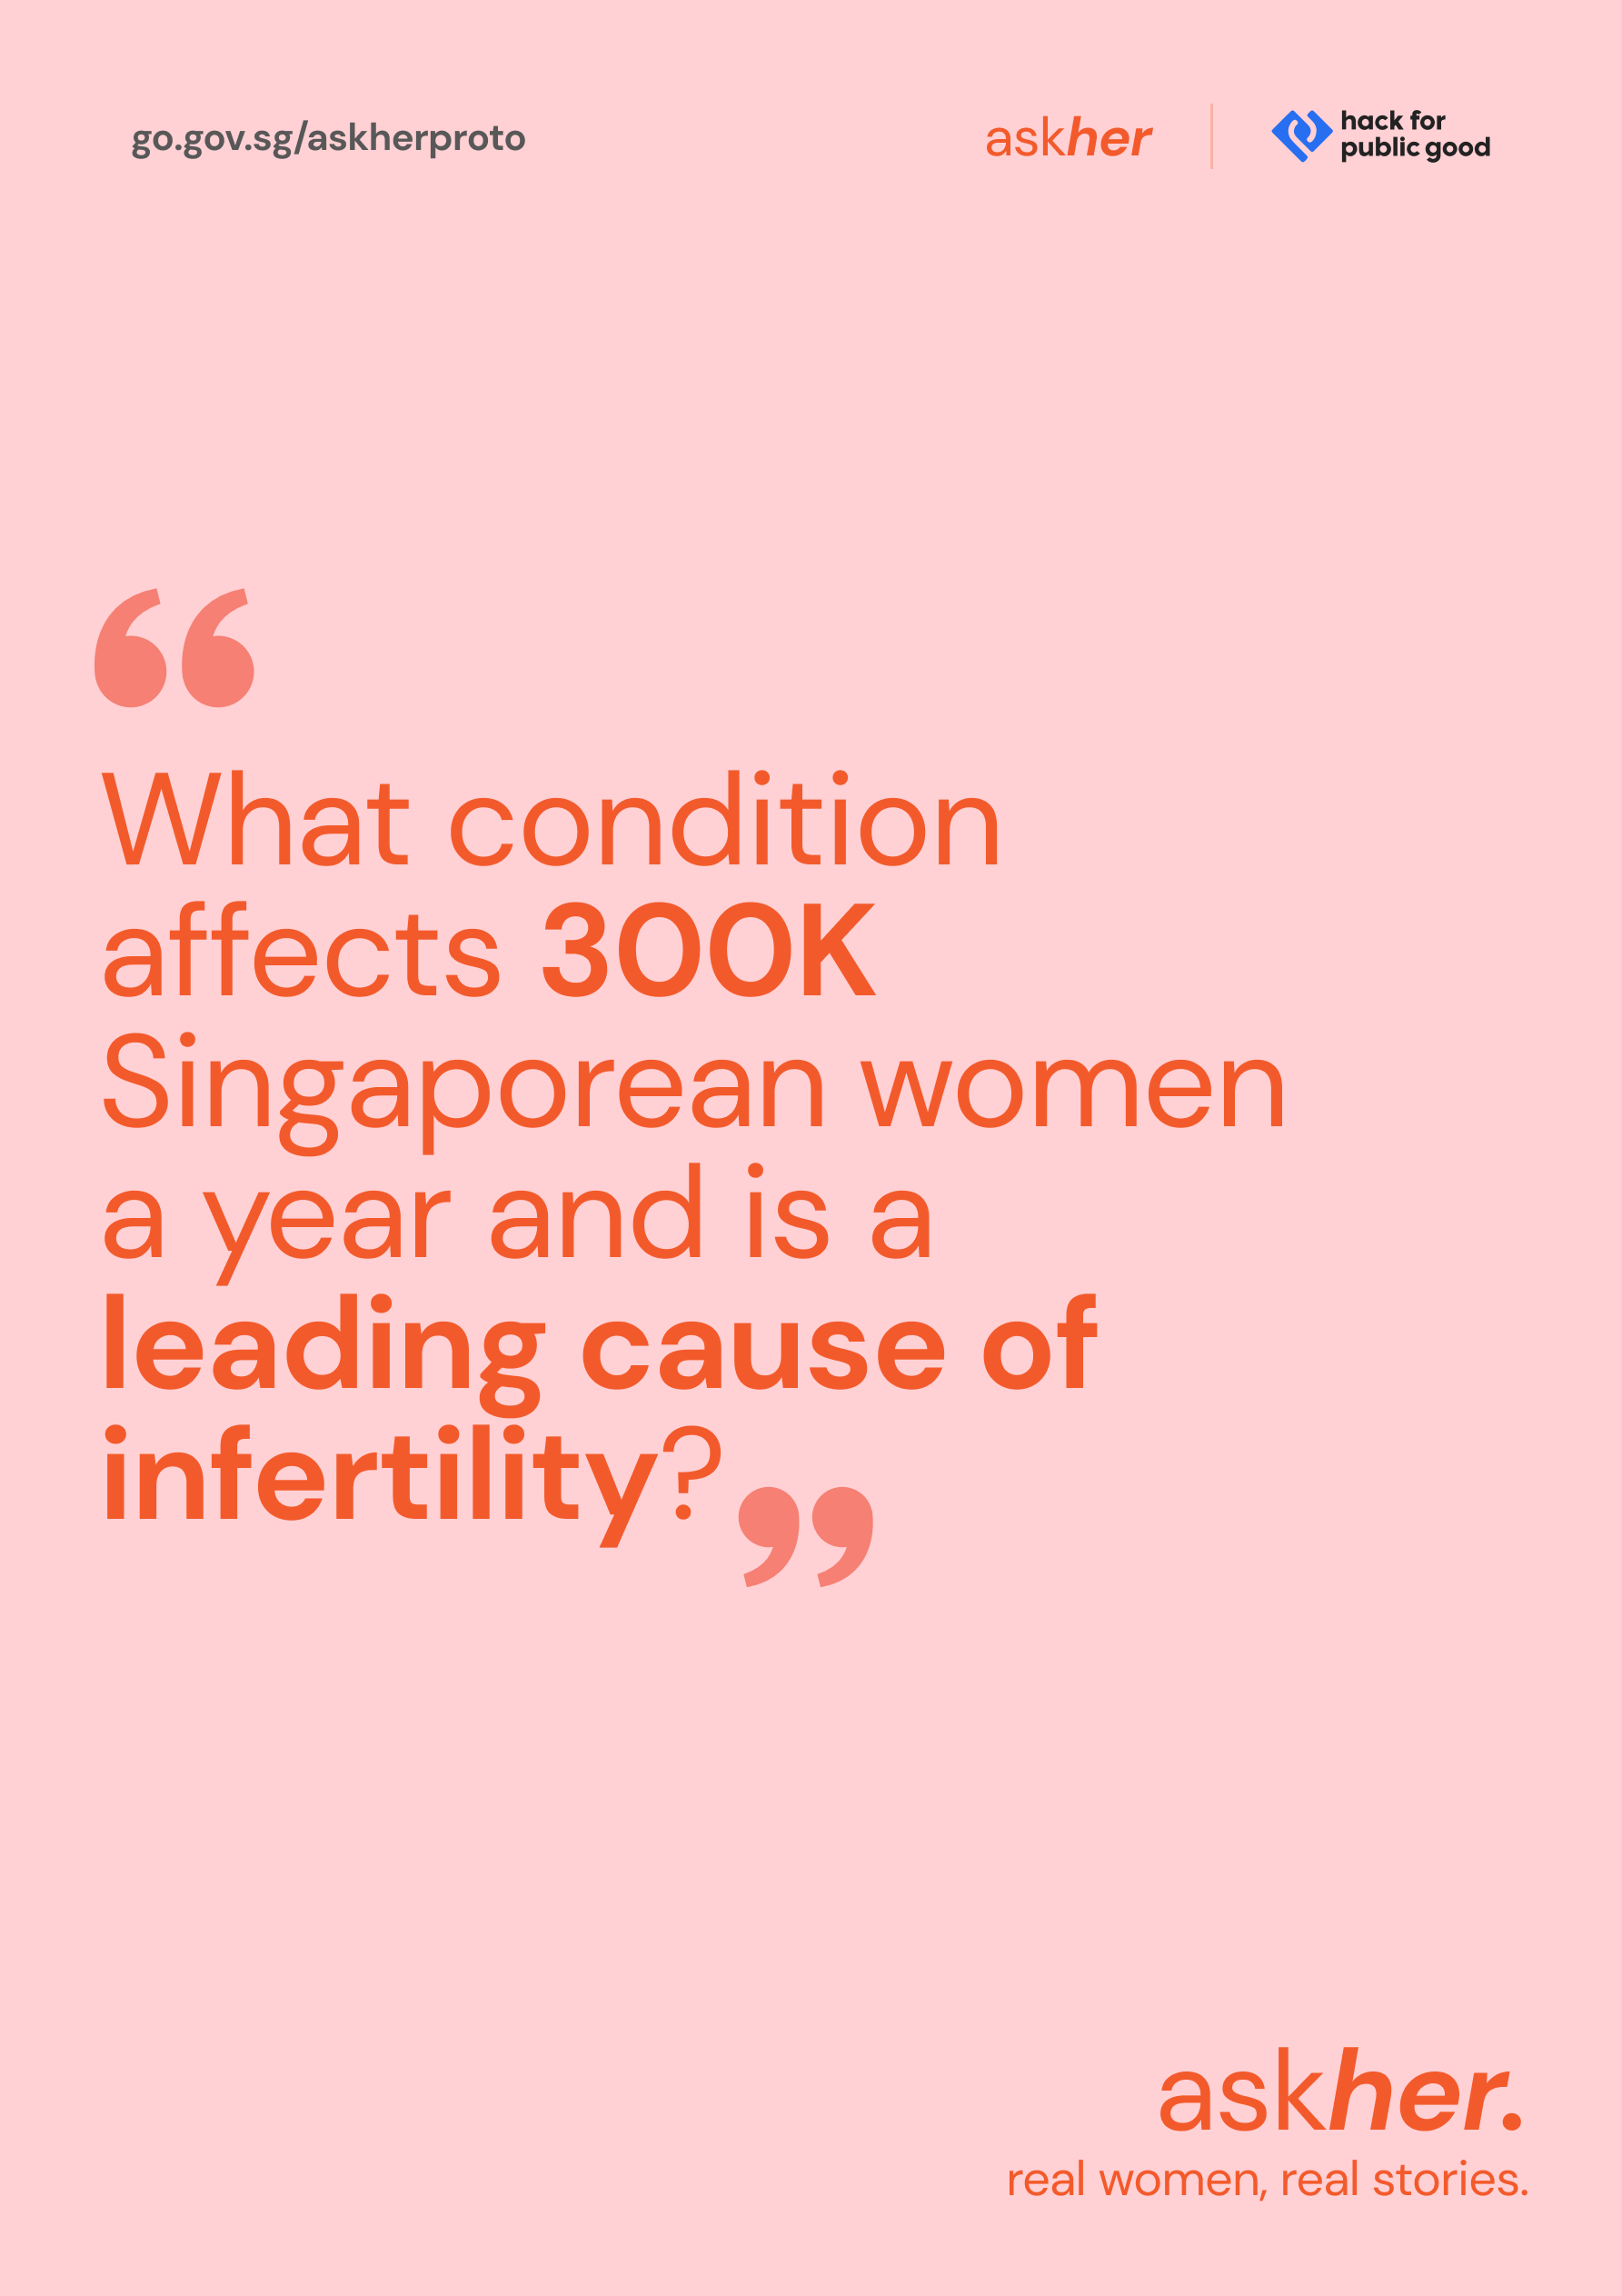 go.gov.sg/askherproto
askher
hack for
public good
“
What condition
affects 300K
Singaporean women
a year and is a
leading cause of
infertility?”
askher.
real women, real stories.